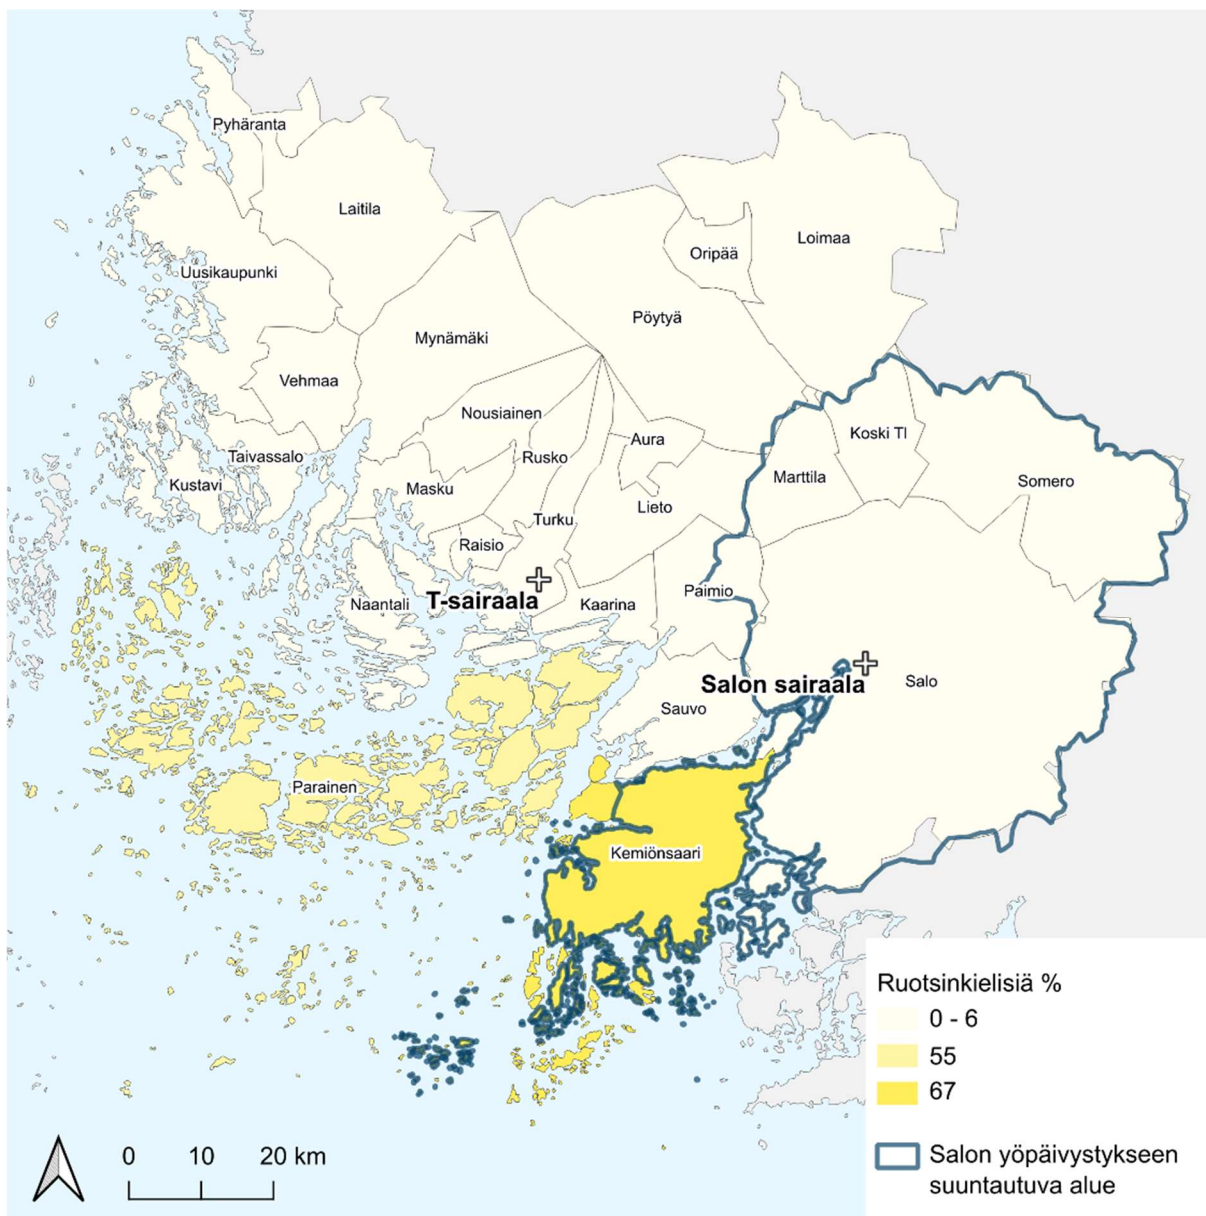 Pyhäranta
Laitila
Loimaa
Oripää
Uusikaupunki
Pöytyä
Mynämäki
Vehmaa
Nousiainen
Koski Tl
Aura
Taivassalo
Rusko
Marttila
Somero
Kustavi
Masku
Lieto
Turku
Raisio
Paimio
Naantali
T-sairaala
Kaarina
Salon sairaala
Salo
Sauvo
Parainen
Kemiönsaari
Ruotsinkielisiä %
0 - 6
55
67
Salon yöpäivystykseen
suuntautuva alue
0 10 20 km